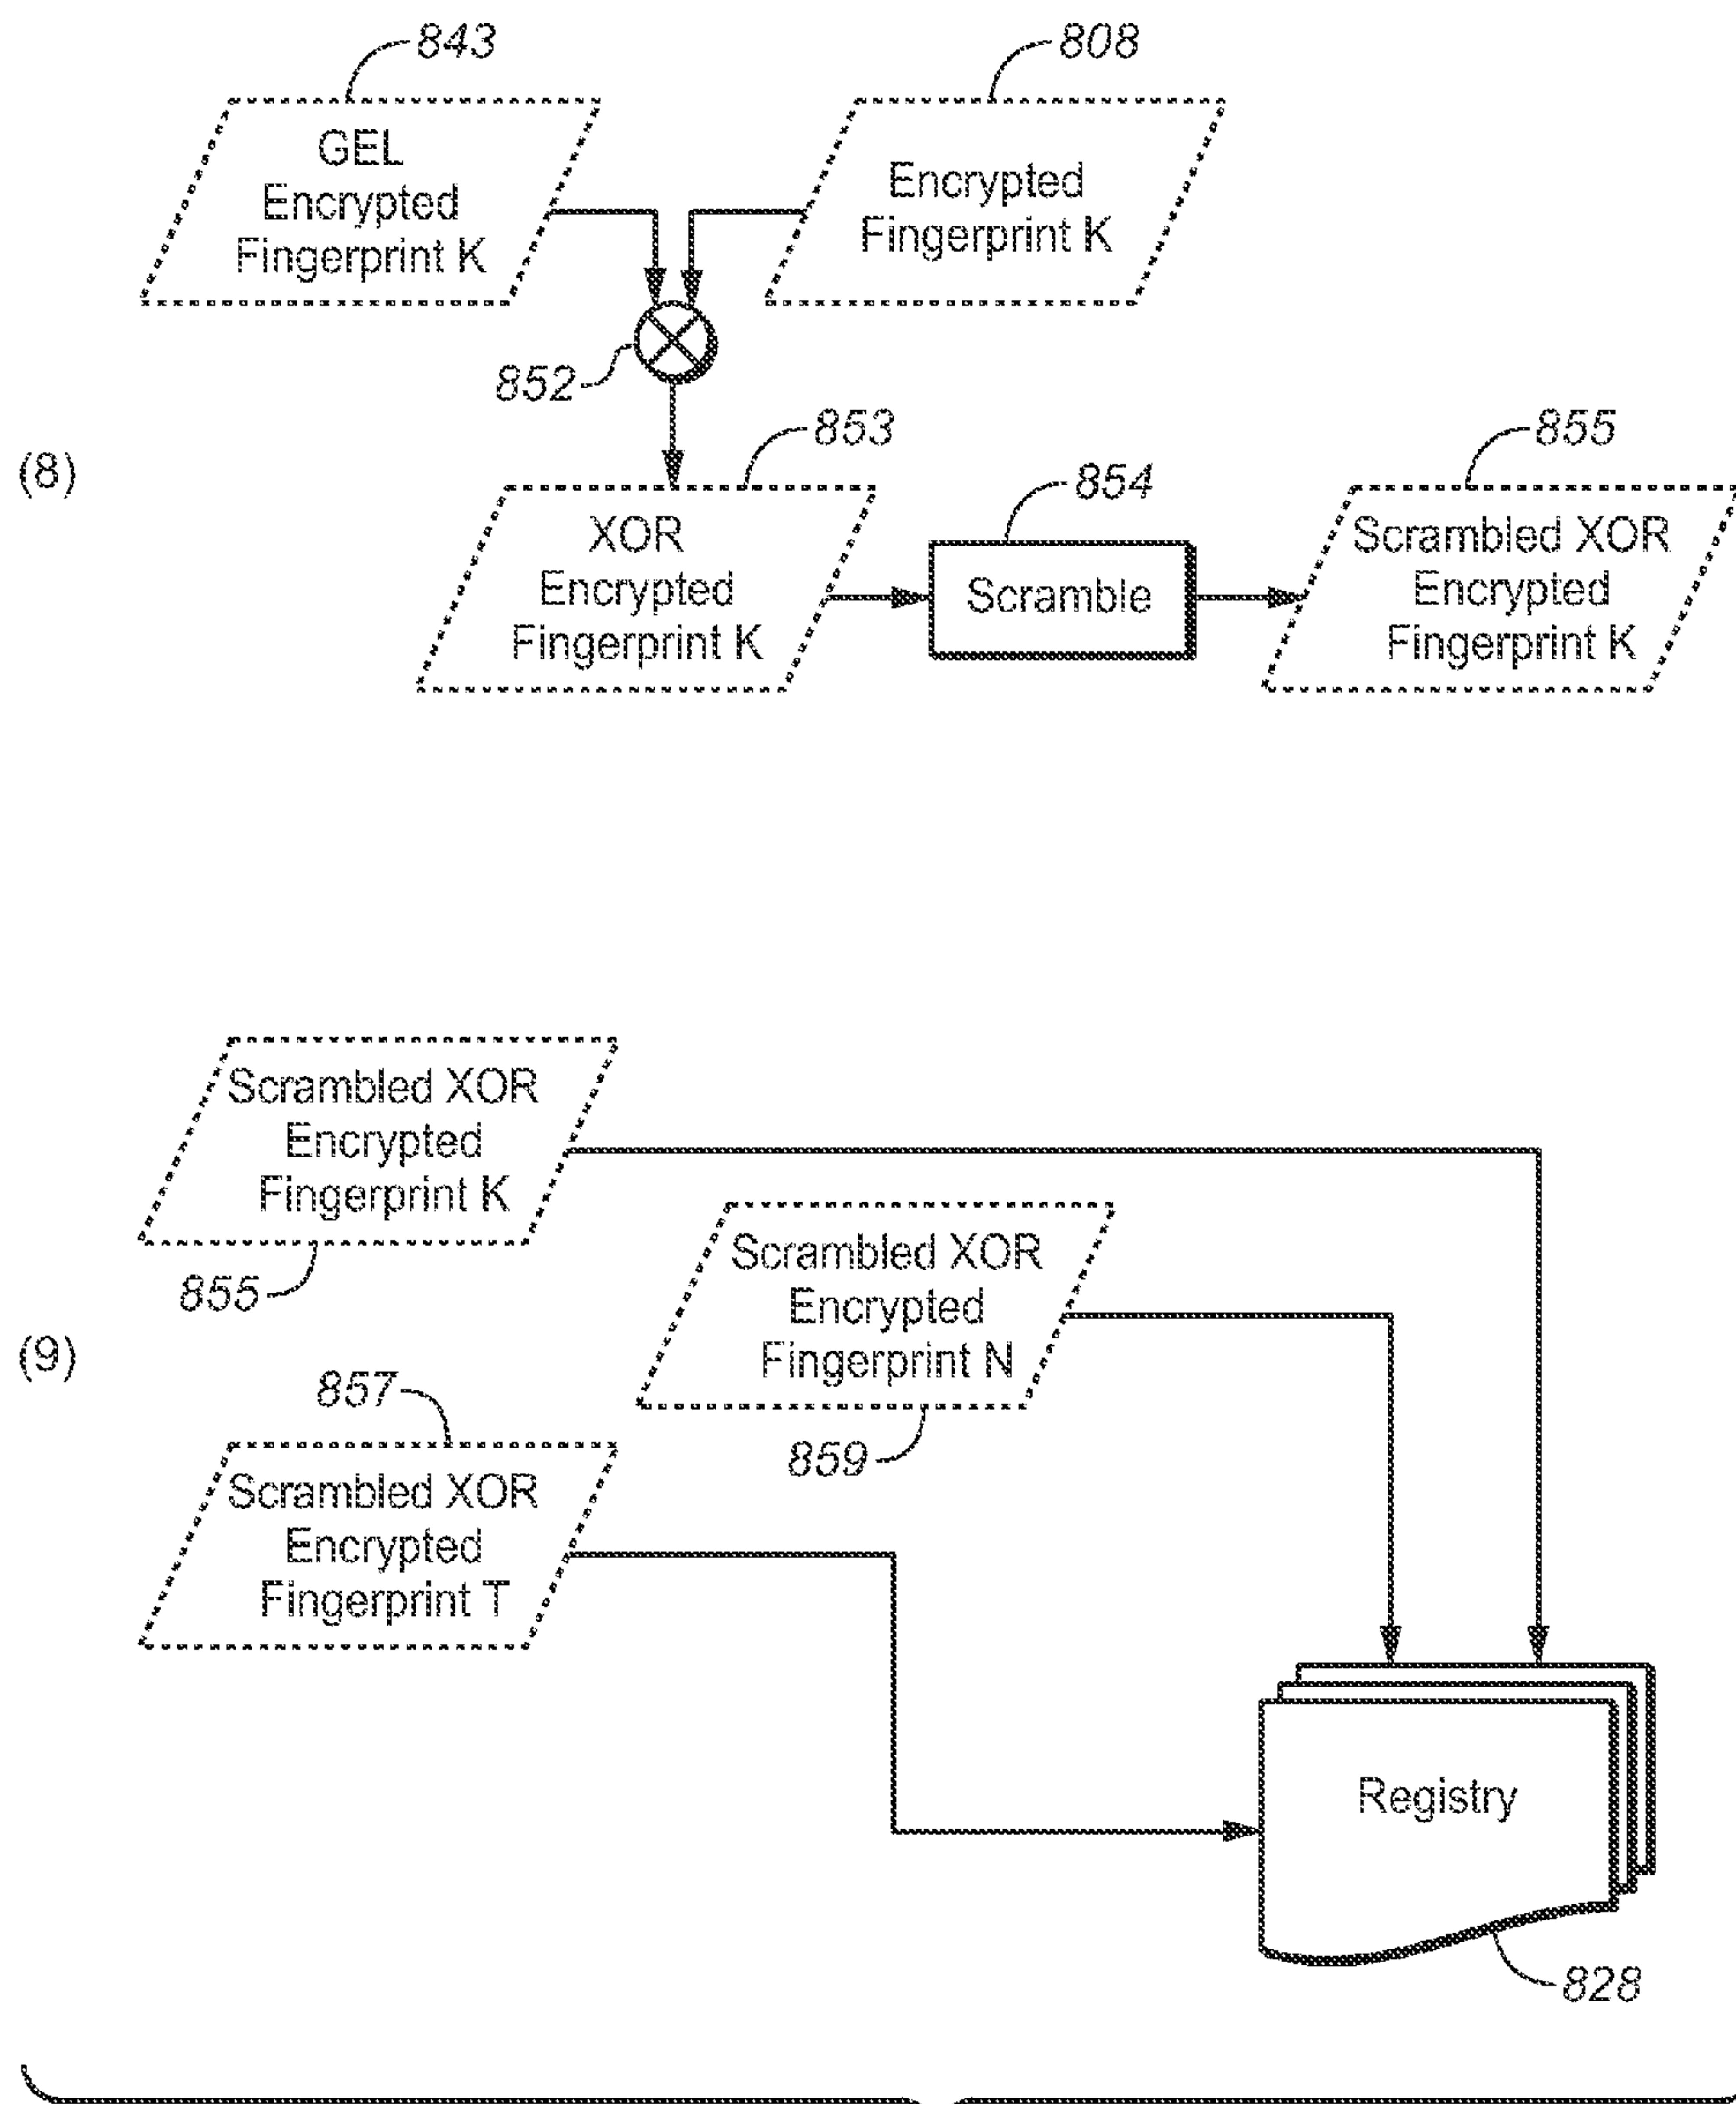 843
808
GEL
Encrypted
Fingerprint K
Encrypted
Fingerprint K
852
853
855
(8)
854
XOR
Encrypted
Fingerprint K
Scramble
Scrambled XOR
Encrypted
Fingerprint K
Scrambled XOR
Encrypted
Fingerprint K
855
Scrambled XOR
Encrypted
Fingerprint N
(9)
857
859
Scrambled XOR
Encrypted
Fingerprint T
Registry
828